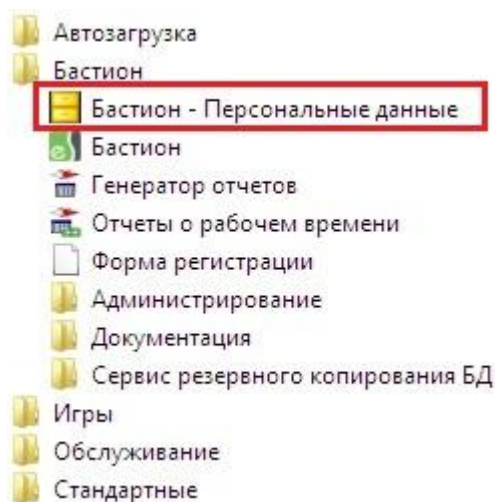 Автозагрузка
Бастион
Бастион - Персональные данные
Бастион
Генератор отчетов
Отчеты о рабочем времени
Форма регистрации
Администрирование
Документация
Сервис резервного копирования БД
Игры
Обслуживание
Стандартные